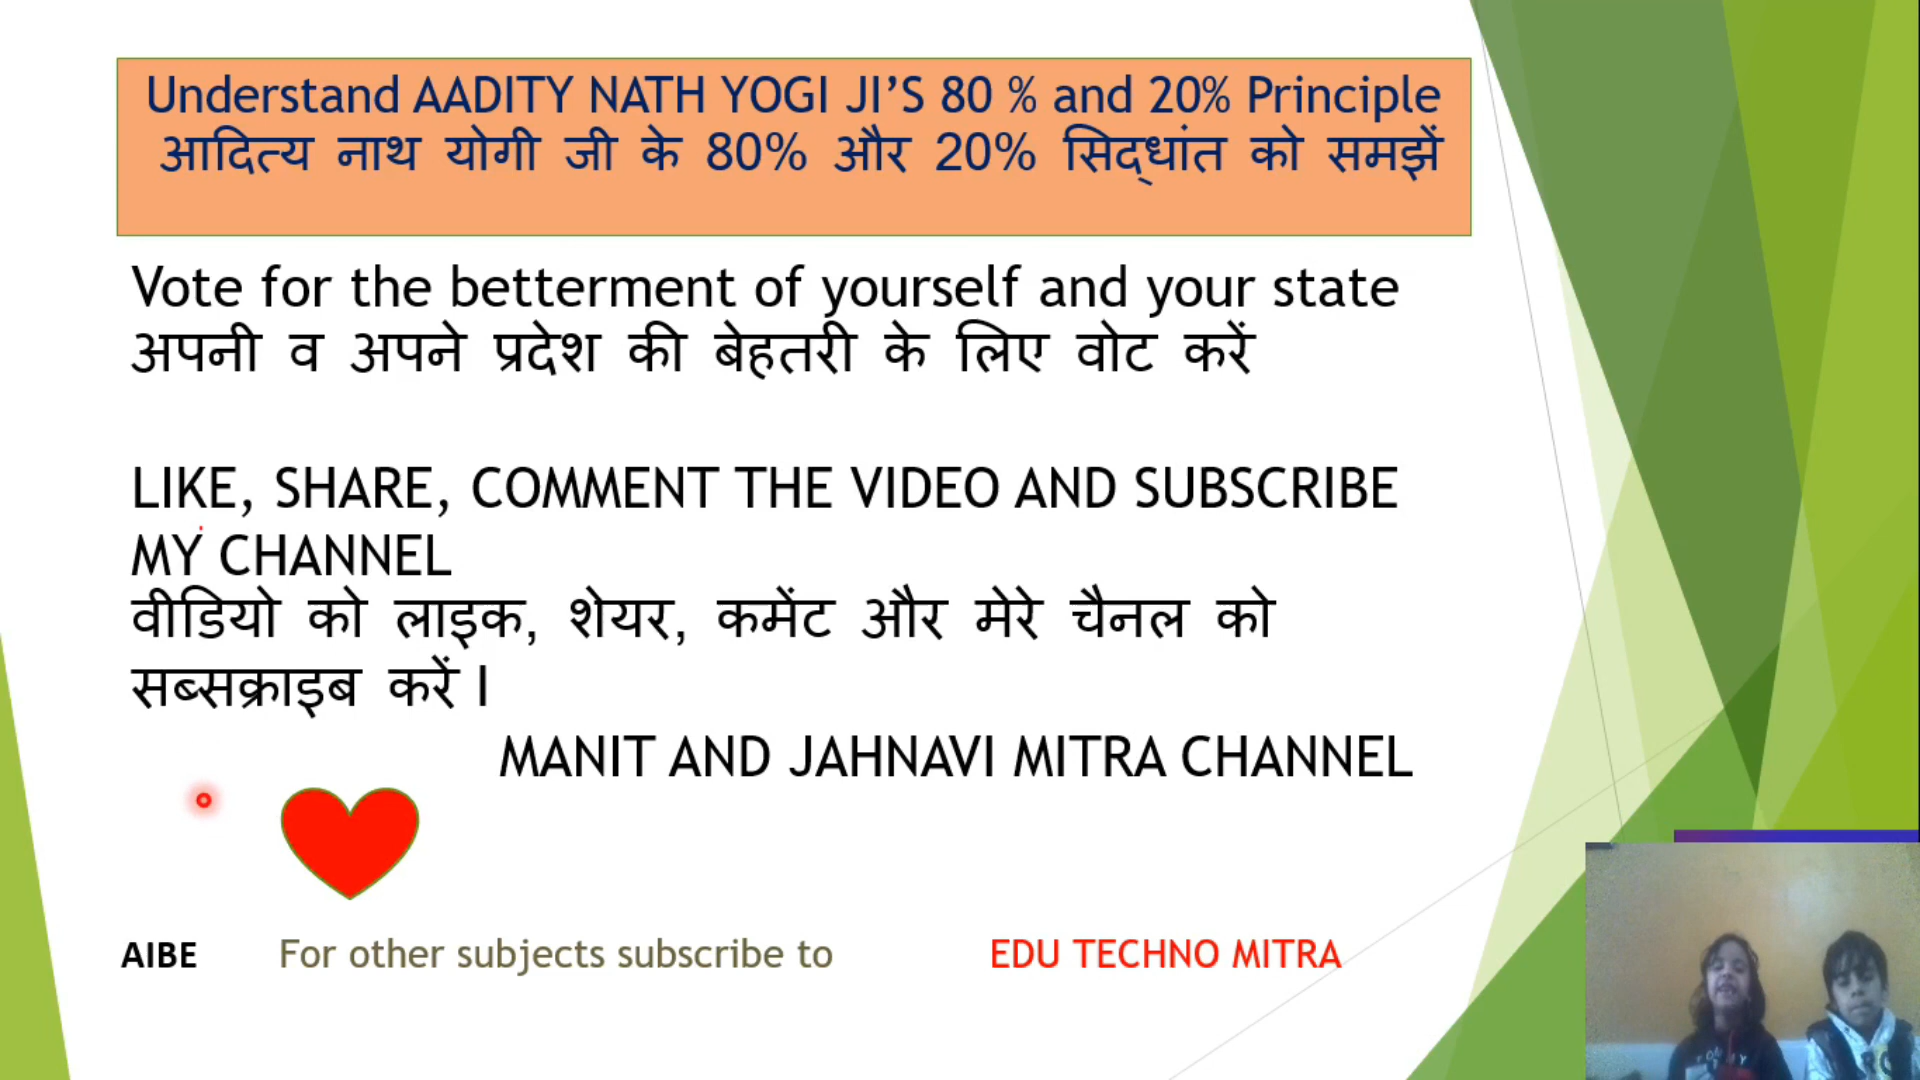 Understand AADITY NATH YOGI JI’S 80 % and 20% Principle
आदित्य नाथ योगी जी के 80% और 20% सिद्धांत को समझें
Vote for the betterment of yourself and your state
अपनी व अपने प्रदेश की बेहतरी के लिए वोट करें
LIKE, SHARE, COMMENT THE VIDEO AND SUBSCRIBE
MY CHANNEL
वीडियो को लाइक, शेयर, कमेंट और मेरे चैनल को
सब्सक्राइब करें I
MANIT AND JAHNAVI MITRA CHANNEL
AIBE For other subjects subscribe to EDU TECHNO MITRA